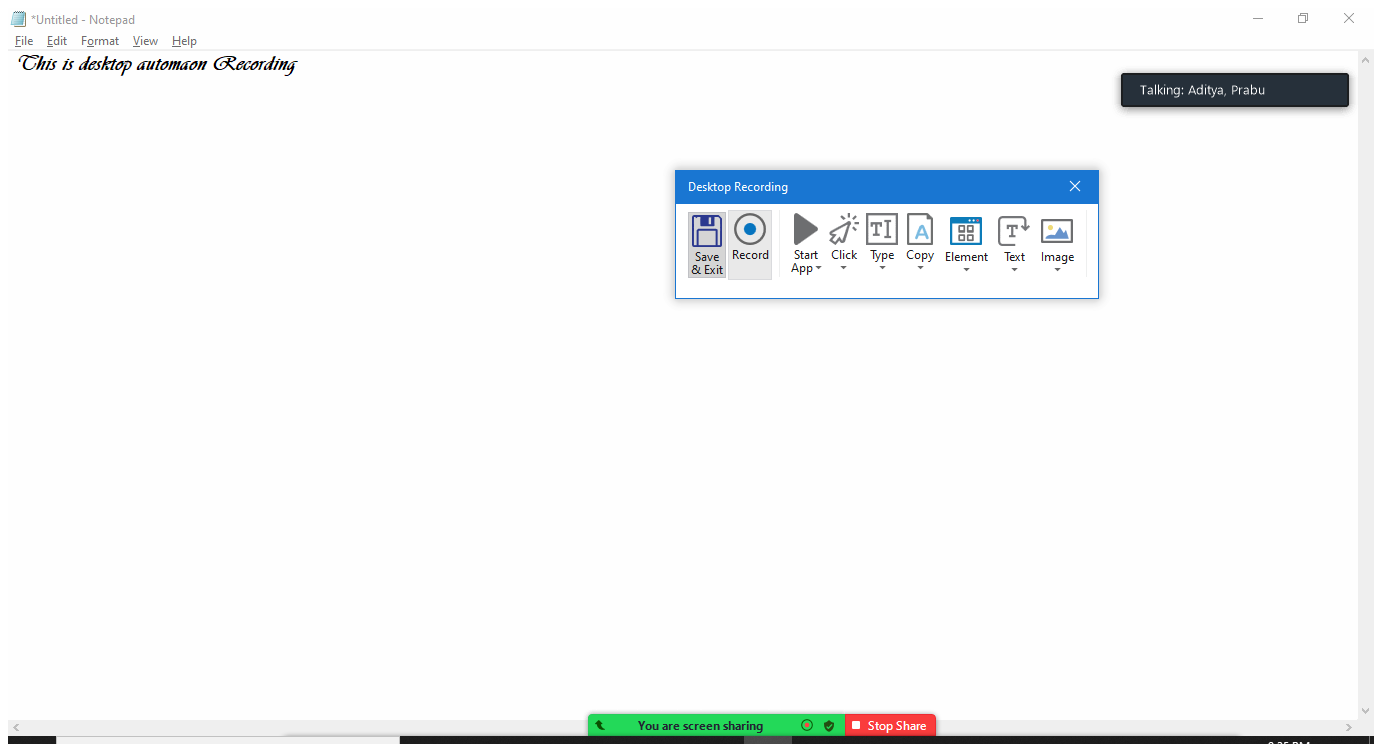 *Untitled - Notepad
File Edit Format View Help
This is desktop automaon Recording
Talking: Aditya, Prabu
Desktop Recording
Save & Exit
Record
Start App
Click
Type
Copy
Element
Text
Image
You are screen sharing
Stop Share